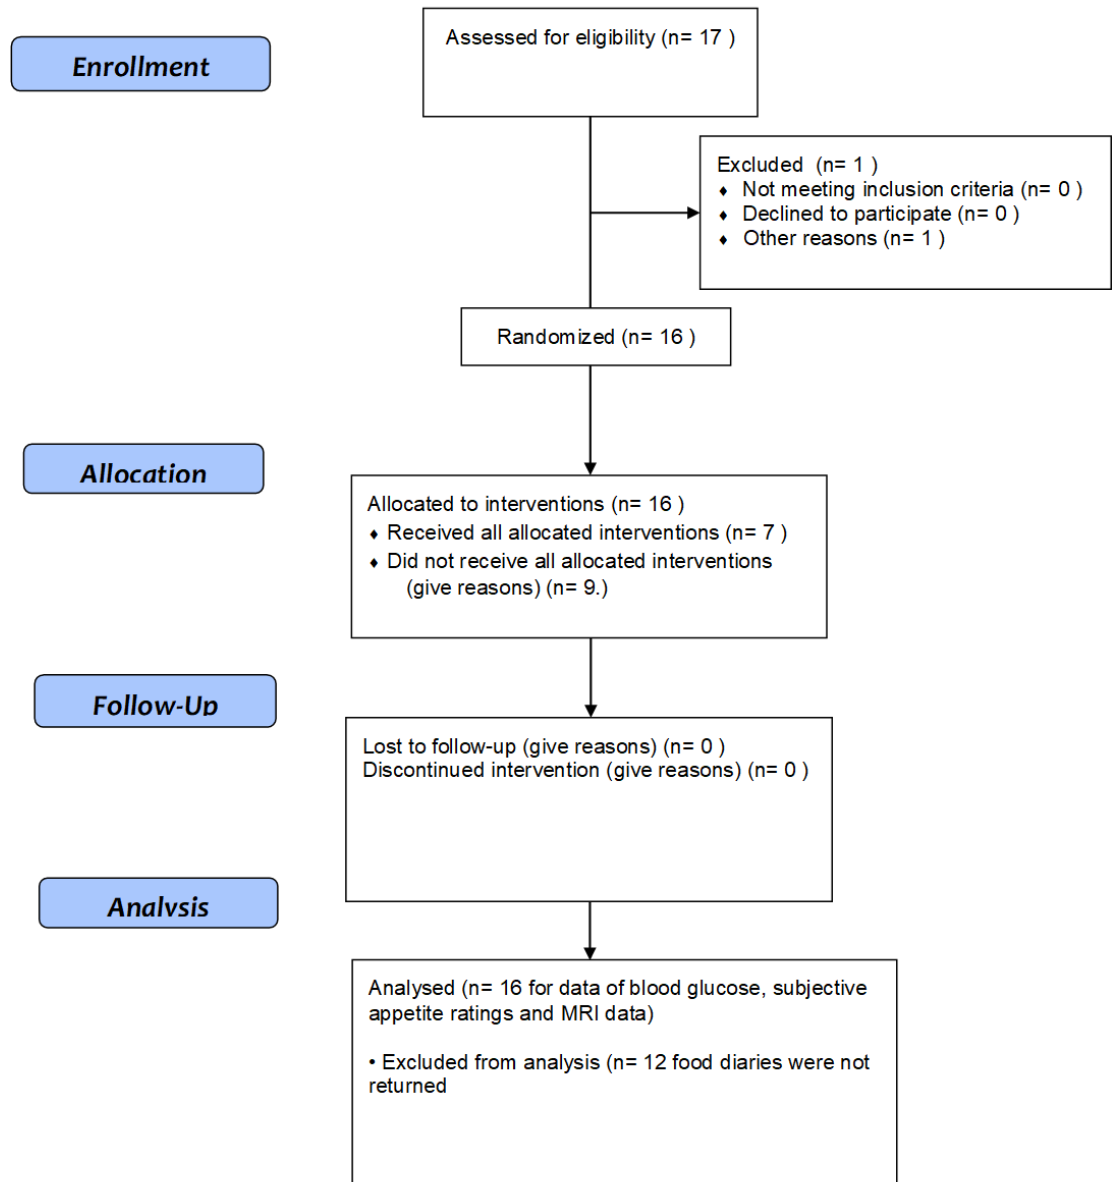 Enrollment
Assessed for eligibility (n= 17 )
Excluded  (n= 1 )
♦ Not meeting inclusion criteria (n= 0 )
♦ Declined to participate (n= 0 )
♦ Other reasons (n= 1 )
Randomized (n= 16 )
Allocation
Allocated to interventions (n= 16 )
♦ Received all allocated interventions (n= 7 )
♦ Did not receive all allocated interventions
(give reasons) (n= 9.)
Follow-Up
Lost to follow-up (give reasons) (n= 0 )
Discontinued intervention (give reasons) (n= 0 )
Analysis
Analysed (n= 16 for data of blood glucose, subjective
appetite ratings and MRI data)
• Excluded from analysis (n= 12 food diaries were not
returned